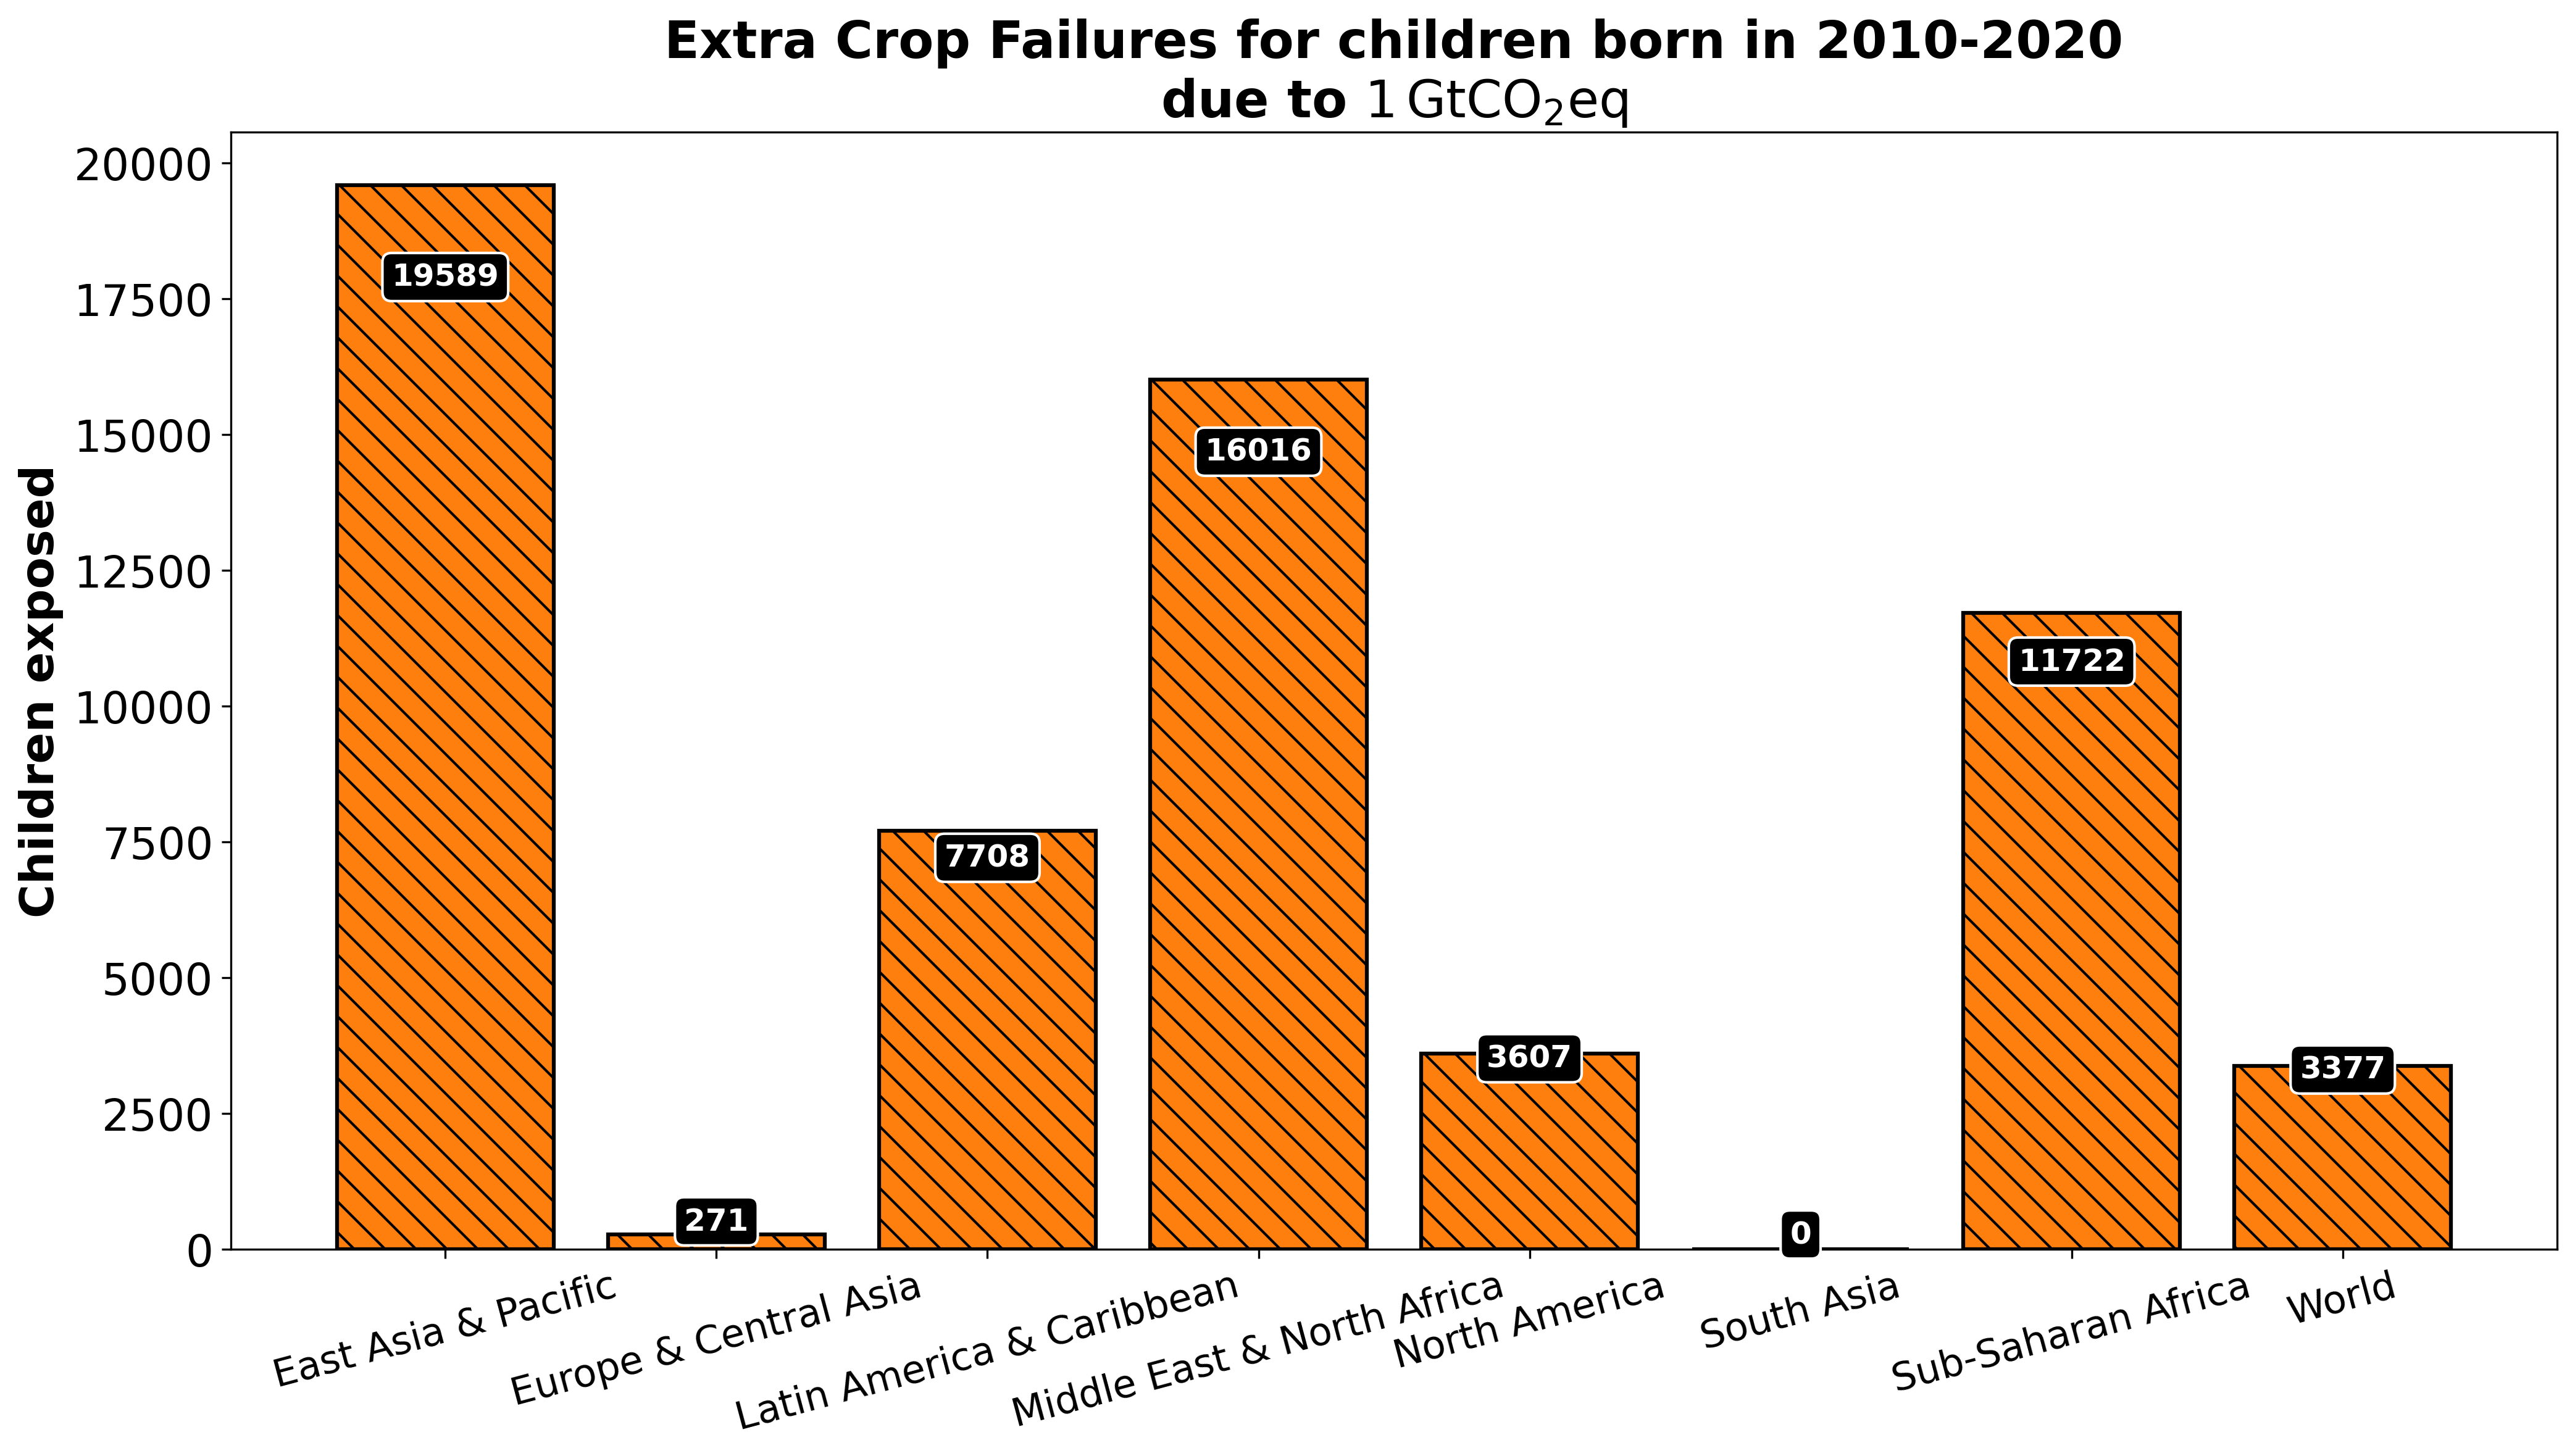 Extra Crop Failures for children born in 2010-2020
due to 1 GtCO₂eq
Children exposed
20000
17500
15000
12500
10000
7500
5000
2500
0
19589
271
7708
16016
3607
0
11722
3377
East Asia & Pacific
Europe & Central Asia
Latin America & Caribbean
Middle East & North Africa
North America
South Asia
Sub-Saharan Africa
World